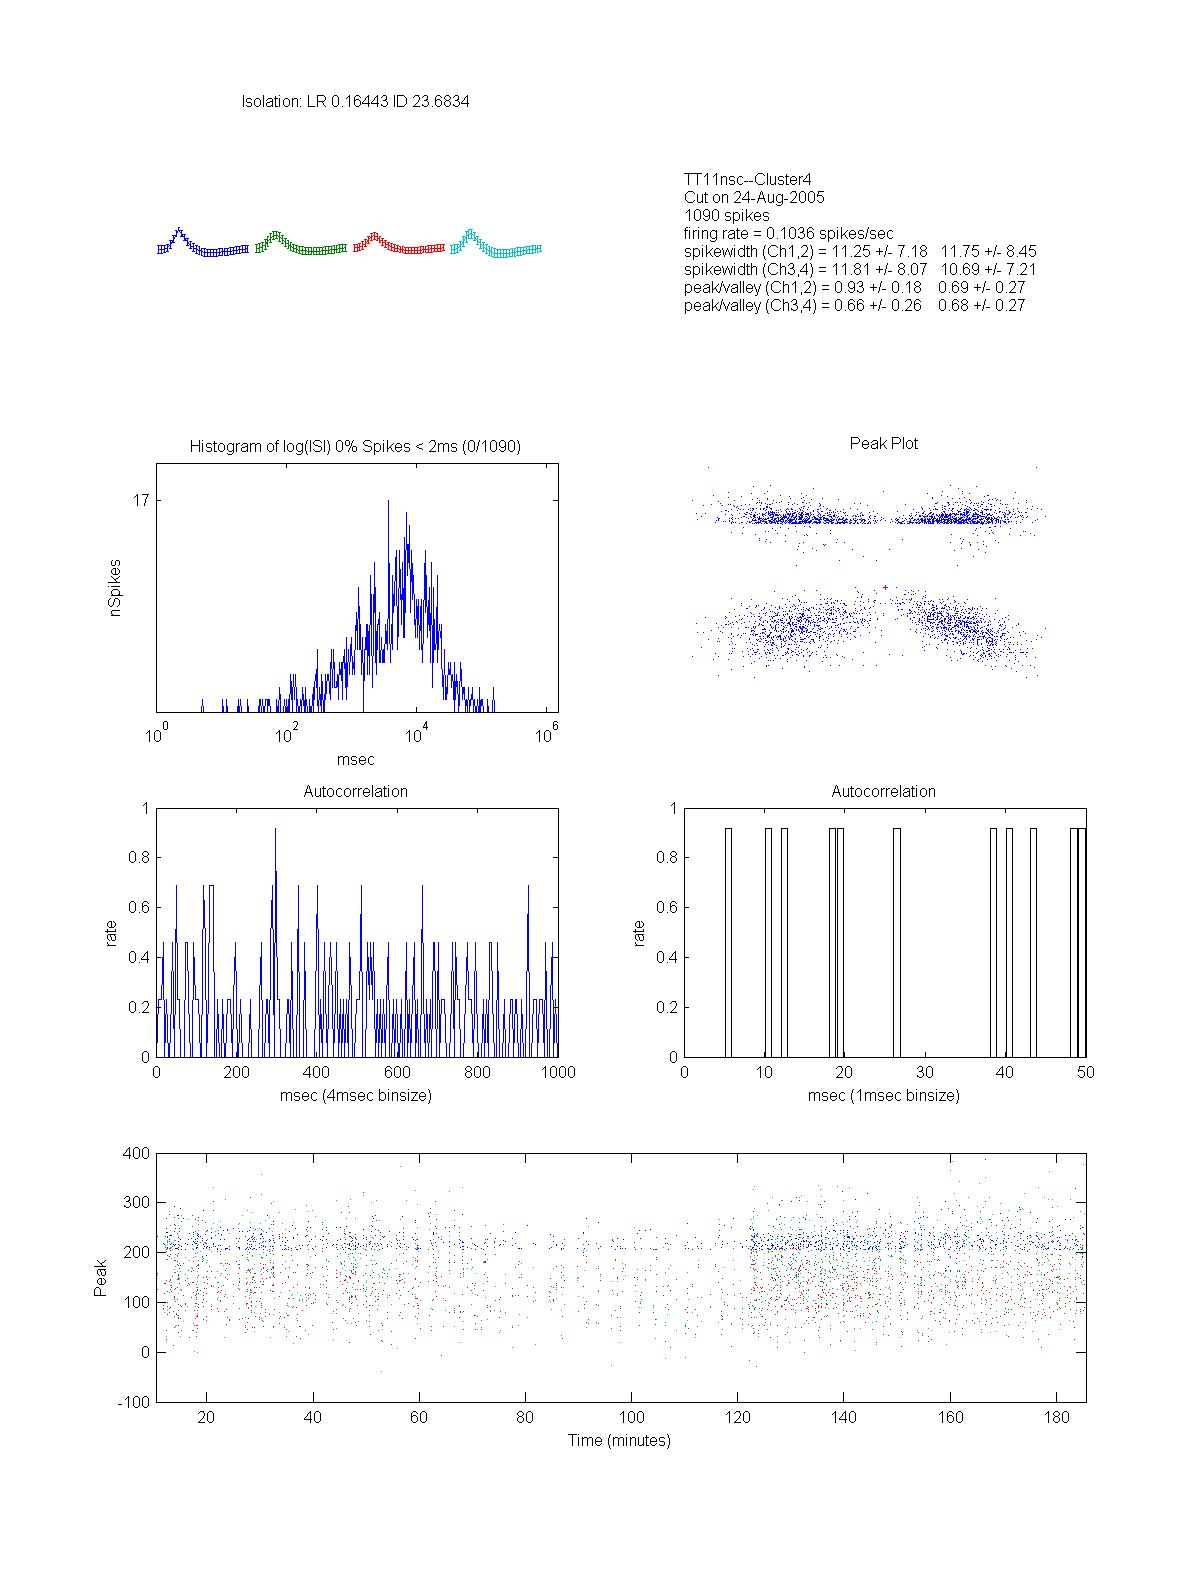 Isolation: LR 0.16443 ID 23.6834
TT11nsc--Cluster4
Cut on 24-Aug-2005
1090 spikes
firing rate = 0.1036 spikes/sec
spikewidth (Ch1,2) = 11.25 +/- 7.18 11.75 +/- 8.45
spikewidth (Ch3,4) = 11.81 +/- 8.07 10.69 +/- 7.21
peak/valley (Ch1,2) = 0.93 +/- 0.18 0.69 +/- 0.27
peak/valley (Ch3,4) = 0.66 +/- 0.26 0.68 +/- 0.27
Histogram of log(ISI) 0% Spikes < 2ms (0/1090)
17
nSpikes
10^0 10^2 10^4 10^6
msec
Peak Plot
Autocorrelation
1
0.8
0.6
0.4
0.2
0
rate
0 200 400 600 800 1000
msec (4msec binsize)
Autocorrelation
1
0.8
0.6
0.4
0.2
0
rate
0 10 20 30 40 50
msec (1msec binsize)
400
300
200
100
0
-100
Peak
20 40 60 80 100 120 140 160 180
Time (minutes)